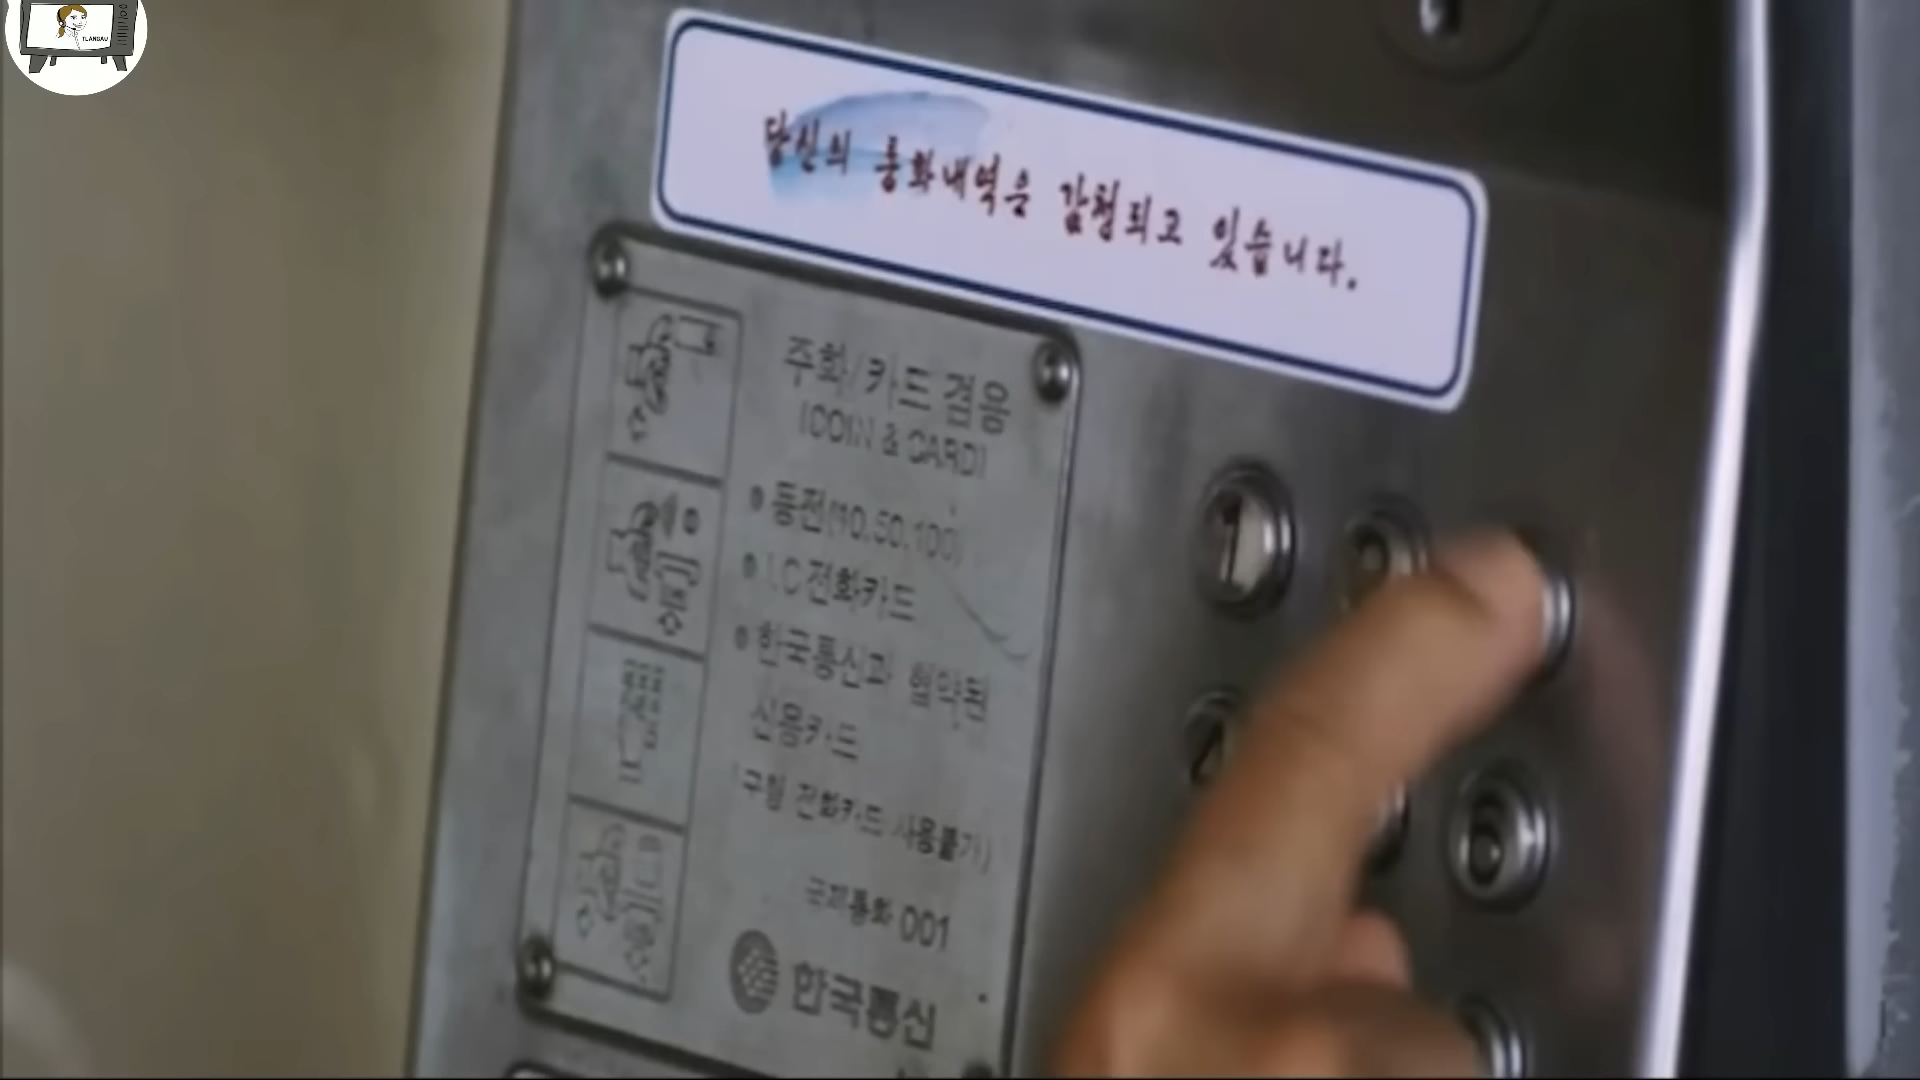 TLANGAU
당신의 통화내역은 감청되고 있습니다.
주화/카드 겸용
(COIN & CARD)
동전(10,50,100)
I.C전화카드
한국통신과 협약된
신용카드
구형 전화카드 사용불가)
국제통화 001
한국통신
1